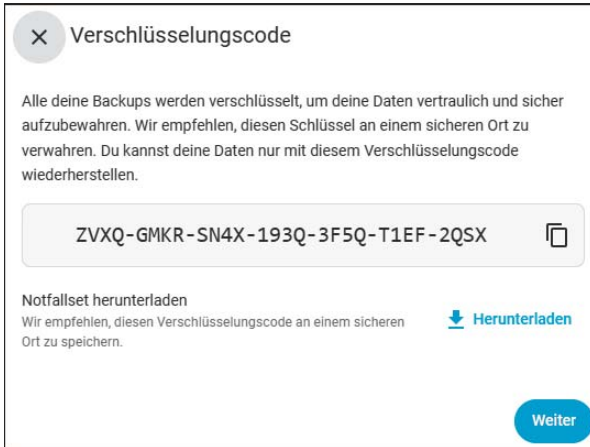 Verschlüsselungscode
Alle deine Backups werden verschlüsselt, um deine Daten vertraulich und sicher
aufzubewahren. Wir empfehlen, diesen Schlüssel an einem sicheren Ort zu
verwahren. Du kannst deine Daten nur mit diesem Verschlüsselungscode
wiederherstellen.
ZVXQ-GMKR-SN4X-193Q-3F5Q-T1EF-2QSX
Notfallset herunterladen
Wir empfehlen, diesen Verschlüsselungscode an einem sicheren
Ort zu speichern.
Herunterladen
Weiter